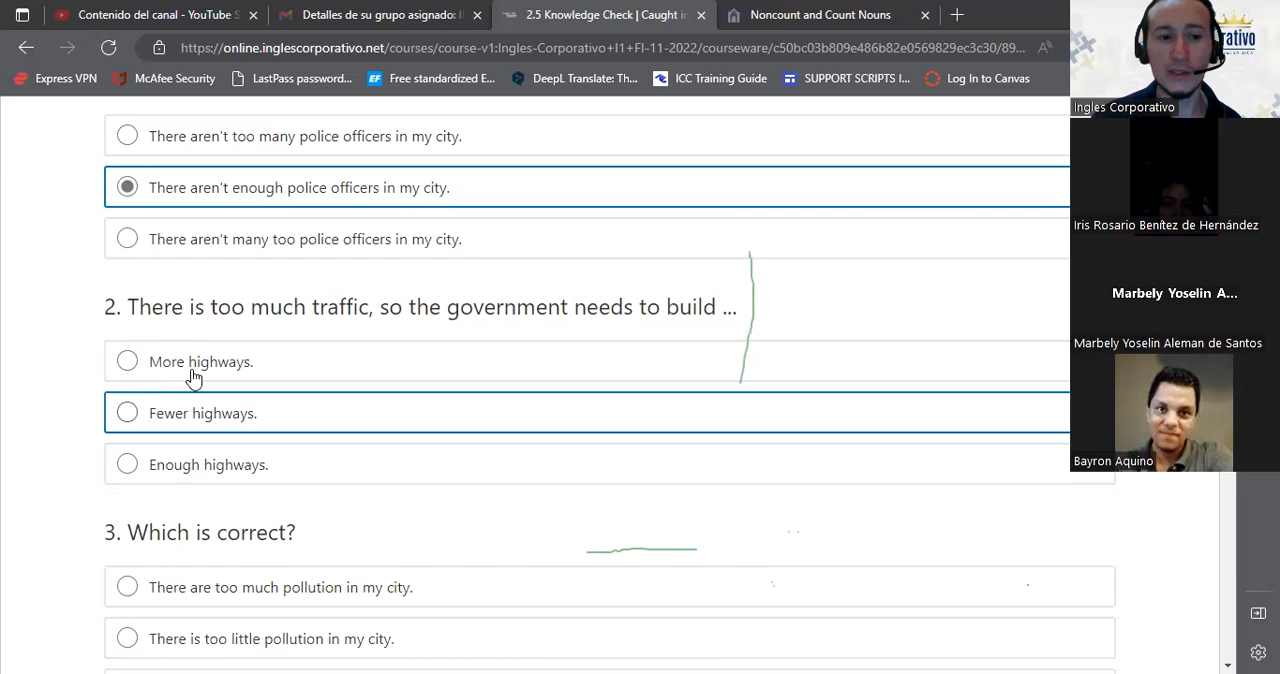 Contenido del canal - YouTube S
Detalles de su grupo asignado: I
2.5 Knowledge Check | Caught in
Noncount and Count Nouns
https://online.inglescorporativo.net/courses/course-v1:Ingles-Corporativo+I1+FI-11-2022/courseware/c50bc03b809e486b82e0569829ec3c30/89...
Express VPN
McAfee Security
LastPass password...
Free standardized E...
DeepL Translate: Th...
ICC Training Guide
SUPPORT SCRIPTS I...
Log In to Canvas
There aren't too many police officers in my city.
There aren't enough police officers in my city.
There aren't many too police officers in my city.
2. There is too much traffic, so the government needs to build ...
More highways.
Fewer highways.
Enough highways.
3. Which is correct?
There are too much pollution in my city.
There is too little pollution in my city.
Ingles Corporativo
Iris Rosario Benítez de Hernández
Marbely Yoselin A...
Marbely Yoselin Aleman de Santos
Bayron Aquino